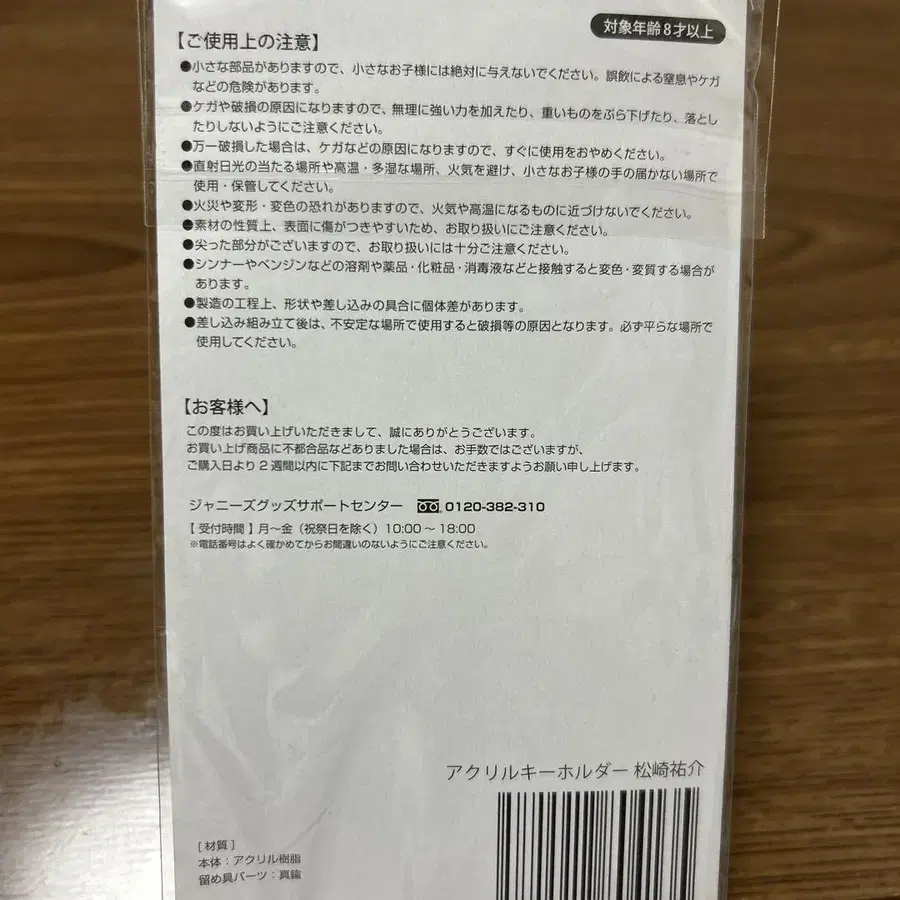 対象年齢8才以上
【ご使用上の注意】
●小さな部品がありますので、小さなお子様には絶対に与えないでください。誤飲による窒息やケガ
などの危険があります。
●ケガや破損の原因になりますので、無理に強い力を加えたり、重いものをぶら下げたり、落とし
たりしないようにご注意ください。
●万一破損した場合は、ケガなどの原因になりますので、すぐに使用をおやめください。
●直射日光の当たる場所や高温・多湿な場所、火気を避け、小さなお子様の手の届かない場所で
使用・保管してください。
●火災や変形・変色の恐れがありますので、火気や高温になるものに近づけないでください。
●素材の性質上、表面に傷がつきやすいため、お取り扱いにご注意ください。
●尖った部分がございますので、お取り扱いには十分ご注意ください。
●シンナーやベンジンなどの溶剤や薬品・化粧品・消毒液などと接触すると変色・変質する場合が
あります。
●製造の工程上、形状や差し込みの具合に個体差があります。
●差し込み組み立て後は、不安定な場所で使用すると破損等の原因となります。必ず平らな場所で
使用してください。
【お客様へ】
この度はお買い上げいただきまして、誠にありがとうございます。
お買い上げ商品に不都合品などありました場合は、お手数ではございますが、
ご購入日より2週間以内に下記までお問い合わせいただきますようお願い申し上げます。
ジャニーズグッズサポートセンター 0120-382-310
【受付時間】月～金（祝祭日を除く）10:00～18:00
※電話番号はよく確かめてからお間違いのないようにご注意ください。
アクリルキーホルダー 松崎祐介
[材質]
本体：アクリル樹脂
留め具パーツ：真鍮